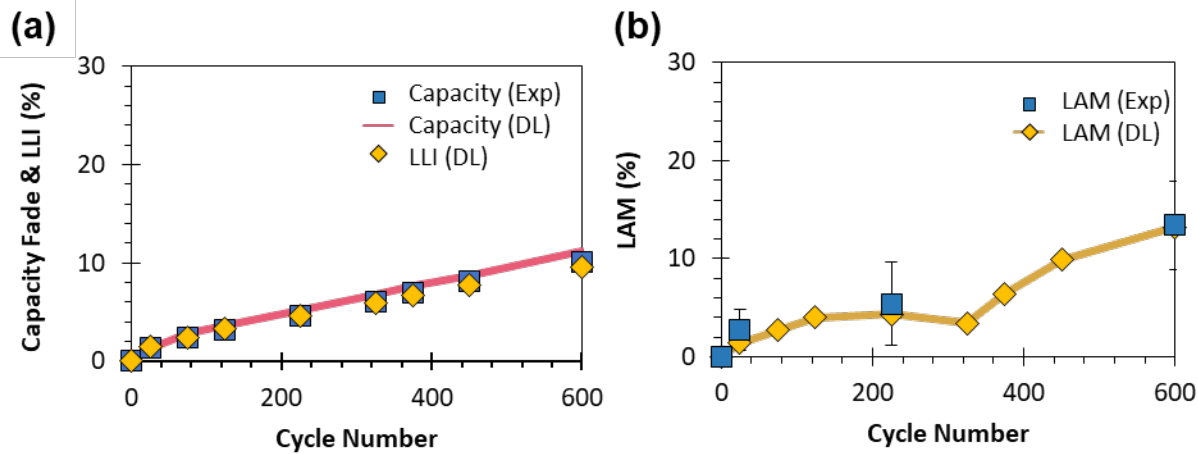 (a)
Capacity Fade & LLI (%)
30
20
10
0
0
200
400
600
Cycle Number
Capacity (Exp)
Capacity (DL)
LLI (DL)
(b)
LAM (%)
30
20
10
0
0
200
400
600
Cycle Number
LAM (Exp)
LAM (DL)